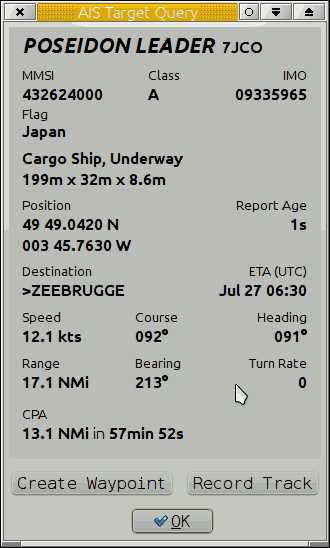 AIS Target Query
POSEIDON LEADER 7JCO
MMSI Class IMO
432624000 A 09335965
Flag
Japan
Cargo Ship, Underway
199m x 32m x 8.6m
Position Report Age
49 49.0420 N 1s
003 45.7630 W
Destination ETA (UTC)
>ZEEBRUGGE Jul 27 06:30
Speed Course Heading
12.1 kts 092º 091º
Range Bearing Turn Rate
17.1 NMi 213º 0
CPA
13.1 NMi in 57min 52s
Create Waypoint Record Track
OK